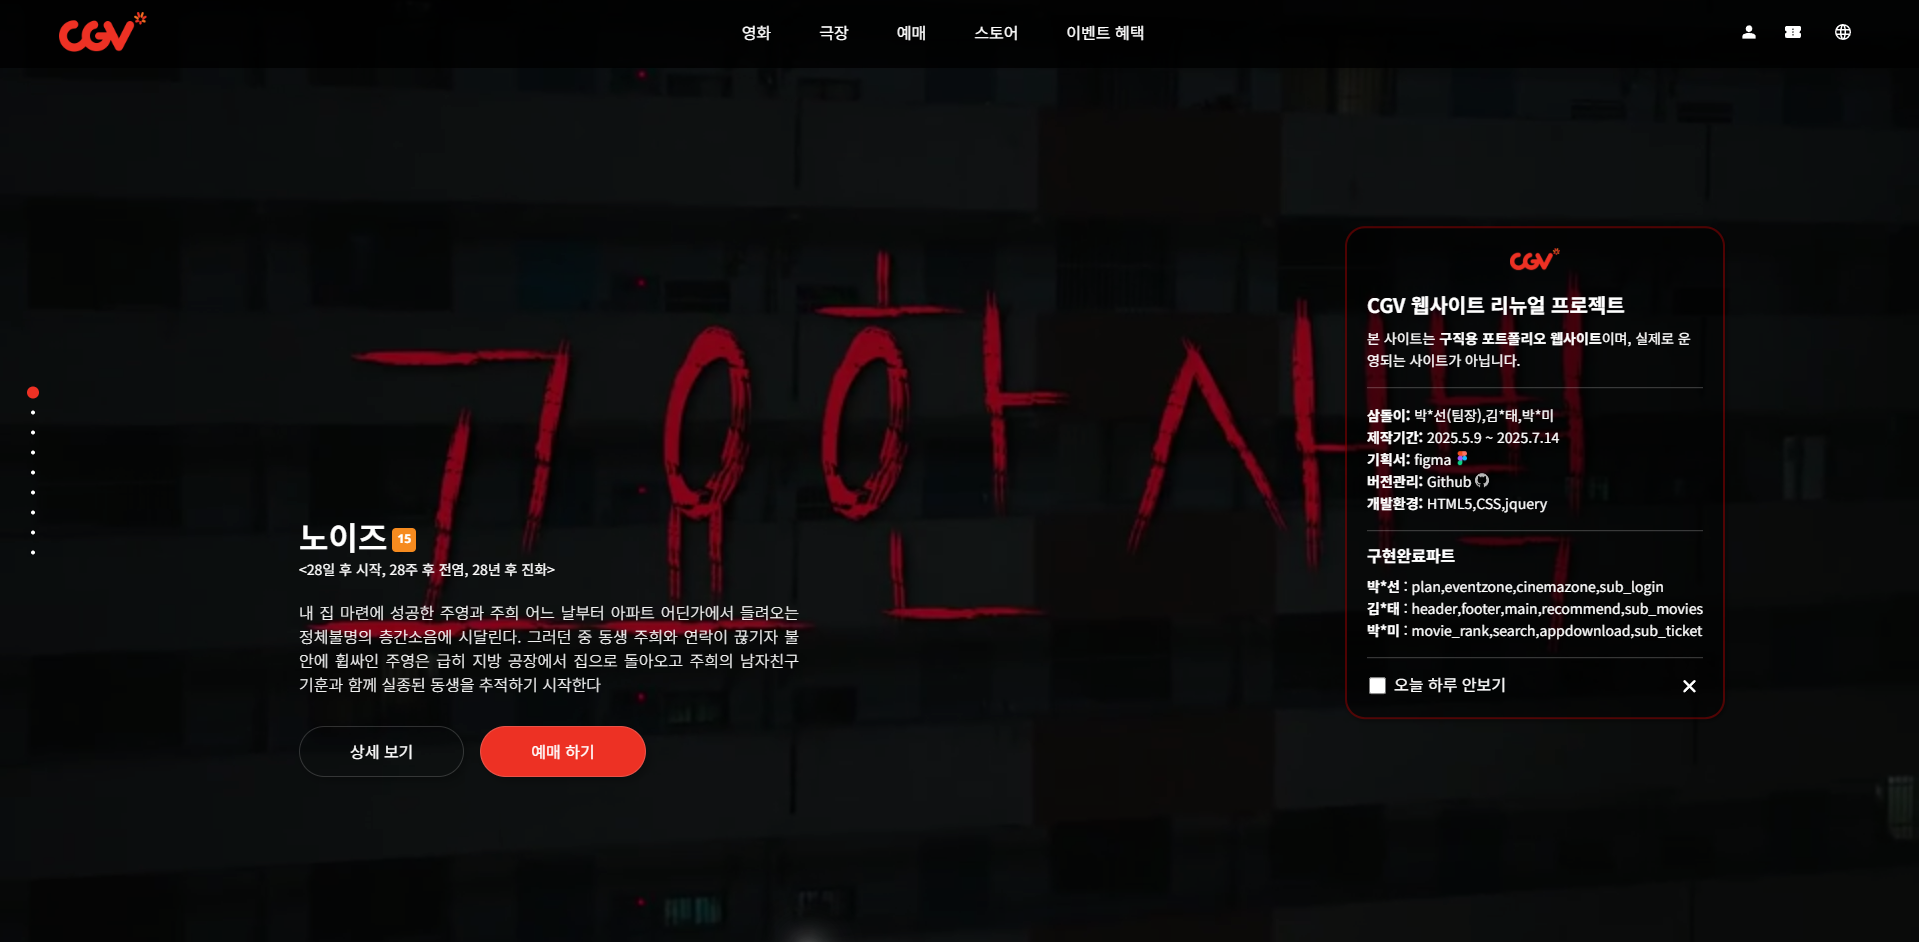 CGV
영화 극장 예매 스토어 이벤트 혜택
노이즈 15
<28일 후 시작, 28주 후 전염, 28년 후 진화>
내 집 마련에 성공한 주영과 주희 어느 날부터 아파트 어딘가에서 들려오는
정체불명의 층간소음에 시달린다. 그러던 중 동생 주희와 연락이 끊기자 불
안에 휩싸인 주영은 급히 지방 공장에서 집으로 돌아오고 주희의 남자친구
기훈과 함께 실종된 동생을 추적하기 시작한다
상세 보기 예매 하기
CGV
CGV 웹사이트 리뉴얼 프로젝트
본 사이트는 구직용 포트폴리오 웹사이트이며, 실제로 운
영되는 사이트가 아닙니다.
삼돌이: 박*선(팀장),김*태,박*미
제작기간: 2025.5.9 ~ 2025.7.14
기획서: figma
버전관리: Github
개발환경: HTML5,CSS,jquery
구현완료파트
박*선 : plan,eventzone,cinemazone,sub_login
김*태 : header,footer,main,recommend,sub_movies
박*미 : movie_rank,search,appdownload,sub_ticket
오늘 하루 안보기